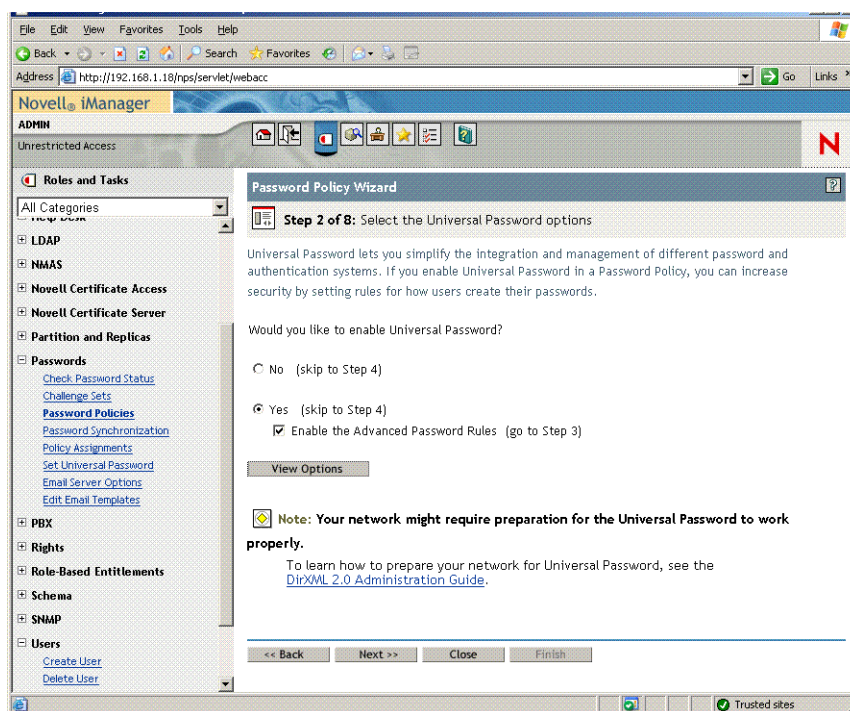 File Edit View Favorites Tools Help
Back Search Favorites
Address http://192.168.1.18/nps/servlet/webacc Go Links »
Novell® iManager
ADMIN
Unrestricted Access
N
Roles and Tasks
All Categories
Help Desk
LDAP
NMAS
Novell Certificate Access
Novell Certificate Server
Partition and Replicas
Passwords
Check Password Status
Challenge Sets
Password Policies
Password Synchronization
Policy Assignments
Set Universal Password
Email Server Options
Edit Email Templates
PBX
Rights
Role-Based Entitlements
Schema
SNMP
Users
Create User
Delete User
Password Policy Wizard ?
Step 2 of 8: Select the Universal Password options
Universal Password lets you simplify the integration and management of different password and
authentication systems. If you enable Universal Password in a Password Policy, you can increase
security by setting rules for how users create their passwords.
Would you like to enable Universal Password?
No (skip to Step 4)
Yes (skip to Step 4)
Enable the Advanced Password Rules (go to Step 3)
View Options
Note: Your network might require preparation for the Universal Password to work
properly.
To learn how to prepare your network for Universal Password, see the
DirXML 2.0 Administration Guide.
<< Back Next >> Close Finish
Trusted sites